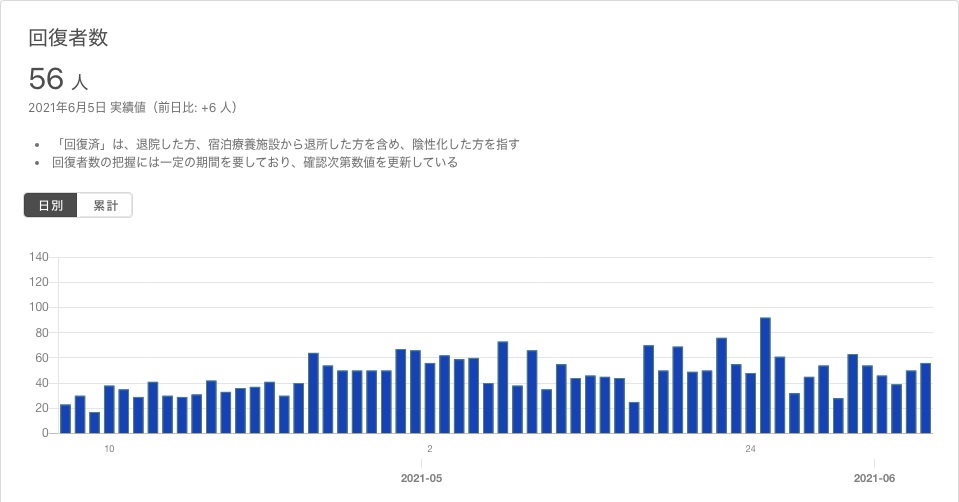 回復者数
56 人
2021年6月5日 実績値（前日比: +6 人）
• 「回復済」は、退院した方、宿泊療養施設から退所した方を含め、陰性化した方を指す
• 回復者数の把握には一定の期間を要しており、確認次第数値を更新している
日別 累計
140
120
100
80
60
40
20
0
10 2 24
2021-05 2021-06